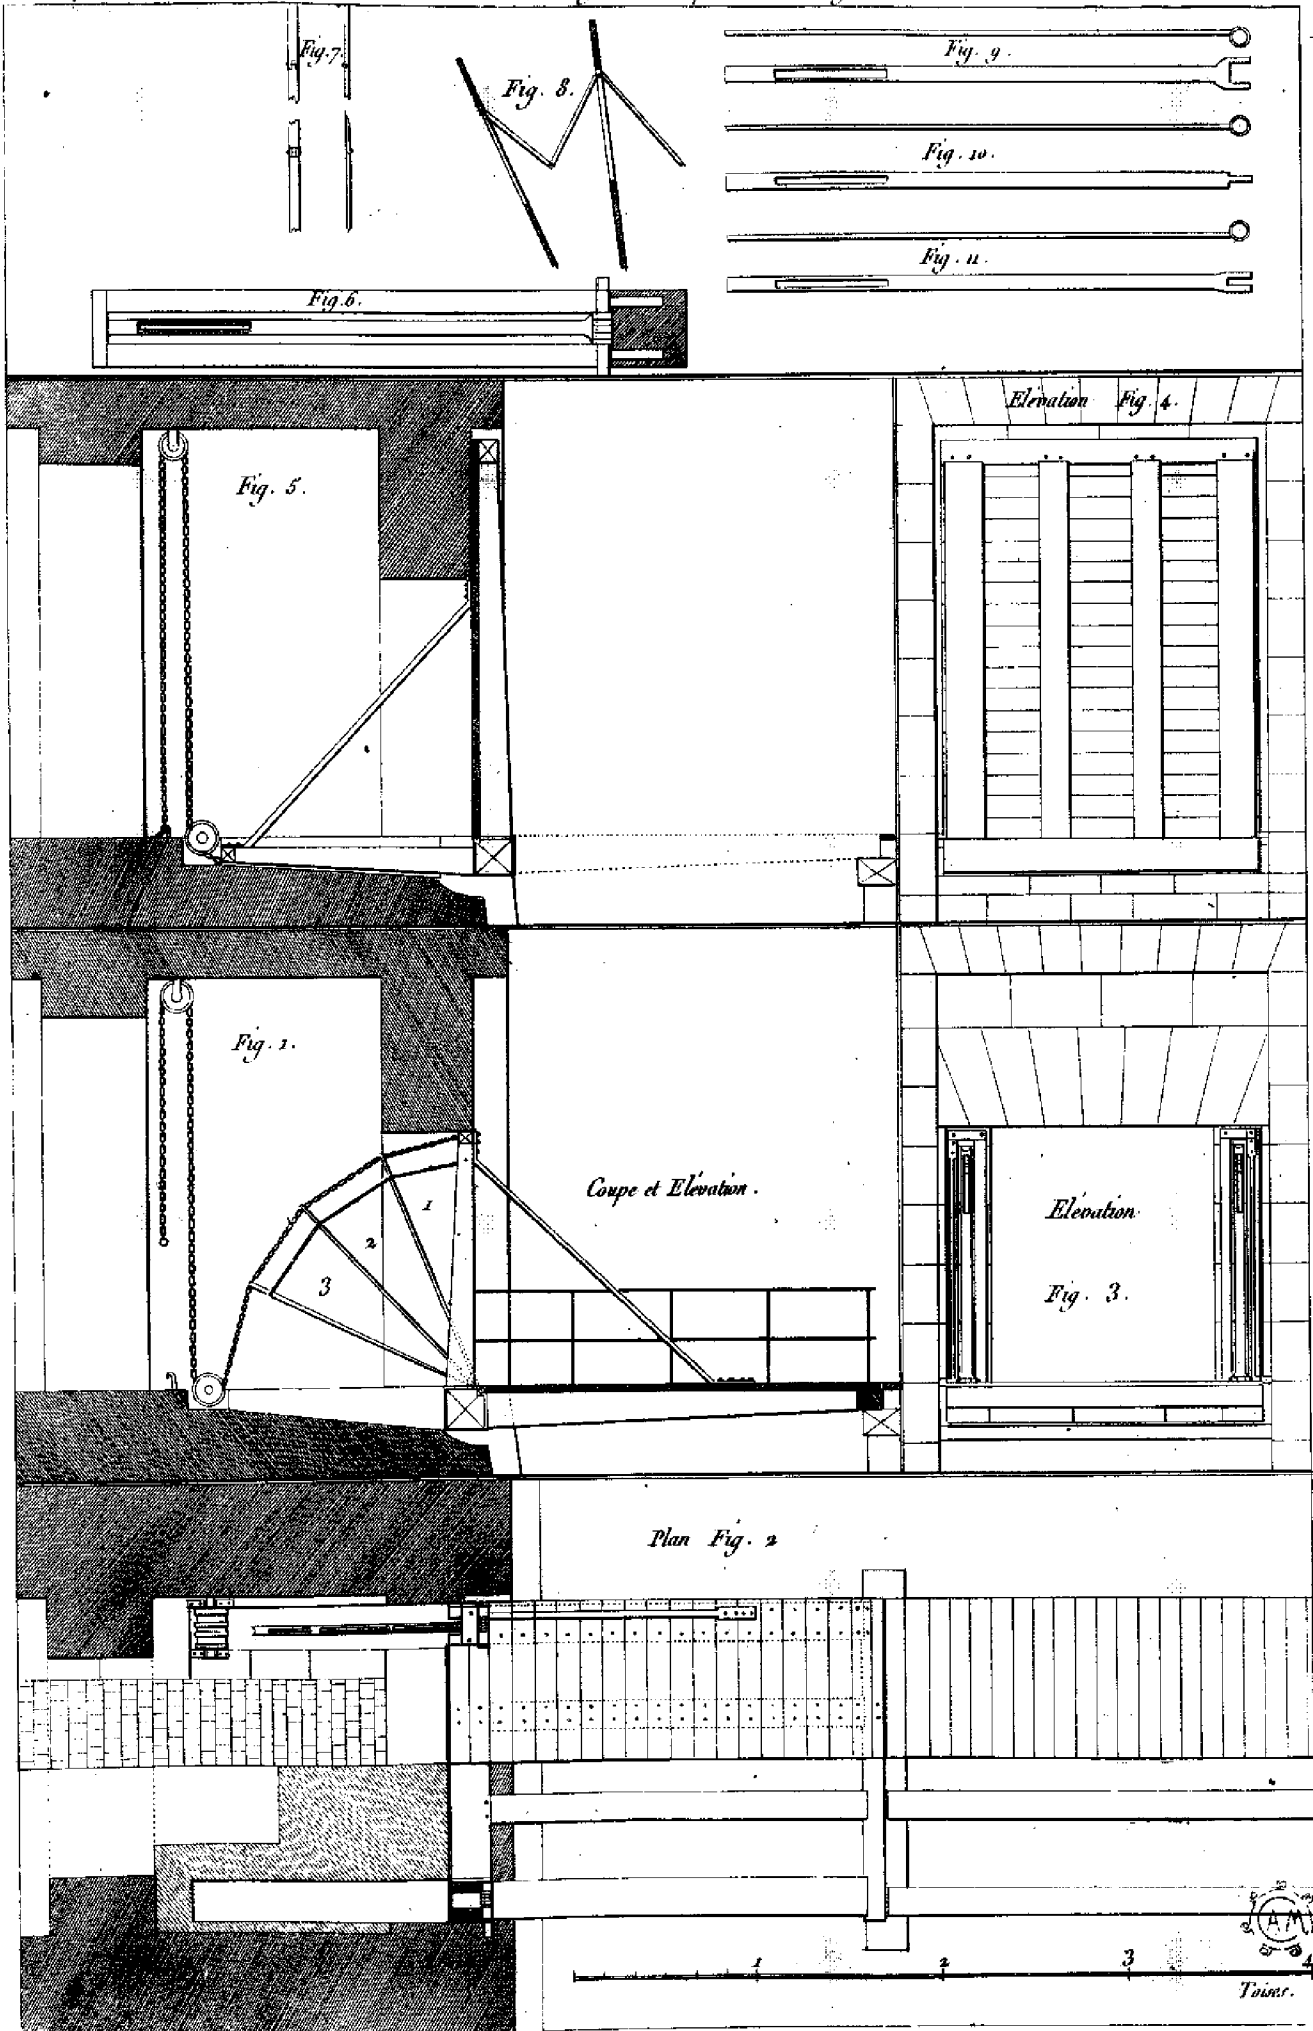 Fig. 7.
Fig. 8.
Fig. 9.
Fig. 10.
Fig. 11.
Fig. 6.
Elévation Fig. 4.
Fig. 5.
Fig. 1.
Coupe et Elévation.
1
2
3
Elévation
Fig. 3.
Plan Fig. 2
AM
1 2 3 4
Toises.